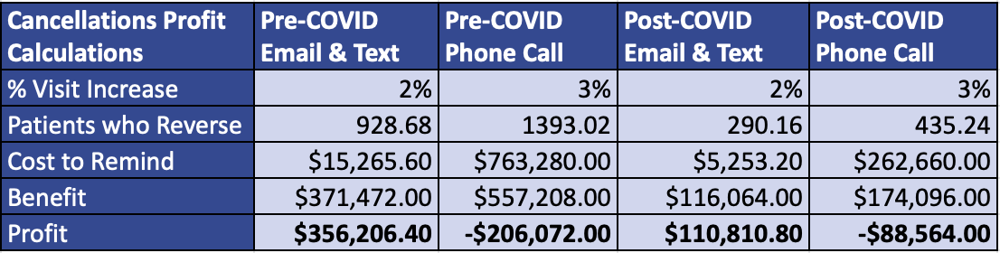 Cancellations Profit Calculations Pre-COVID Email & Text Pre-COVID Phone Call Post-COVID Email & Text Post-COVID Phone Call
% Visit Increase 2% 3% 2% 3%
Patients who Reverse 928.68 1393.02 290.16 435.24
Cost to Remind $15,265.60 $763,280.00 $5,253.20 $262,660.00
Benefit $371,472.00 $557,208.00 $116,064.00 $174,096.00
Profit $356,206.40 -$206,072.00 $110,810.80 -$88,564.00